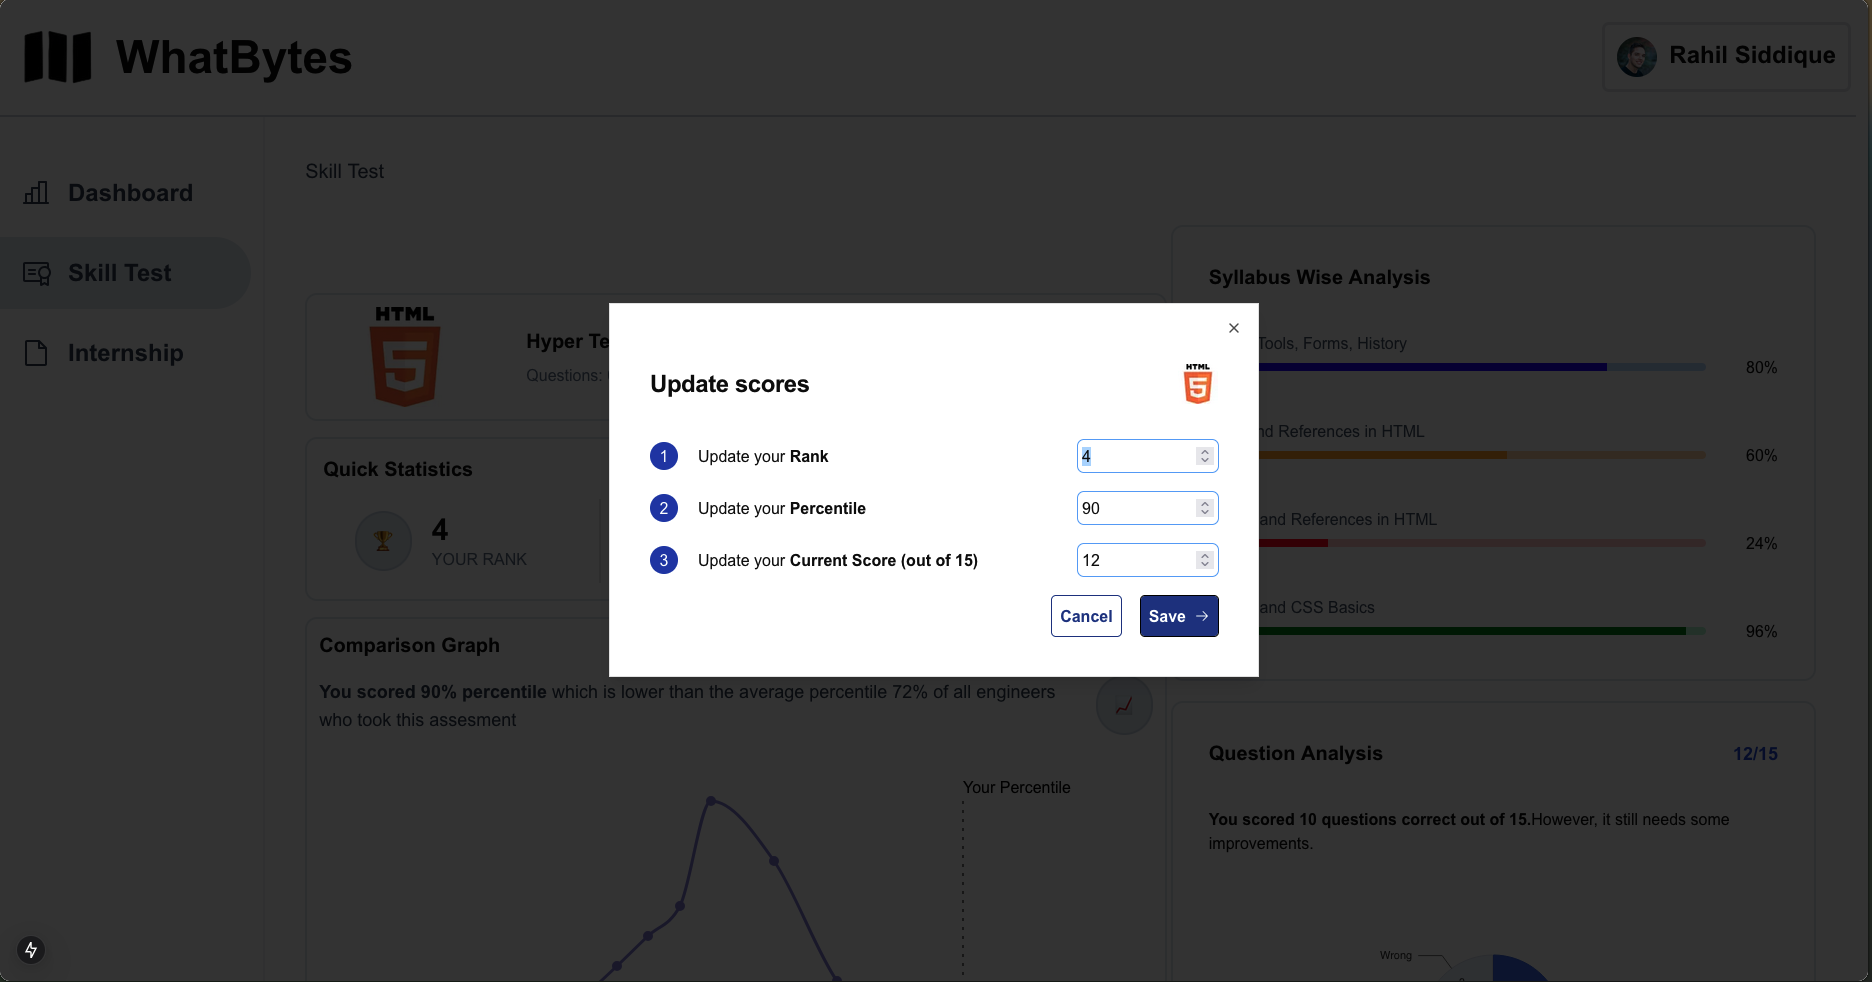 WhatBytes
Rahil Siddique
Dashboard
Skill Test
Internship
Skill Test
HTML
Hyper Te
Questions:
Quick Statistics
4
YOUR RANK
Comparison Graph
You scored 90% percentile which is lower than the average percentile 72% of all engineers
who took this assesment
Your Percentile
HTML
Update scores
1 Update your Rank 4
2 Update your Percentile 90
3 Update your Current Score (out of 15) 12
Cancel Save
Syllabus Wise Analysis
Tools, Forms, History
80%
and References in HTML
60%
and References in HTML
24%
and CSS Basics
96%
Question Analysis 12/15
You scored 10 questions correct out of 15.However, it still needs some
improvements.
Wrong